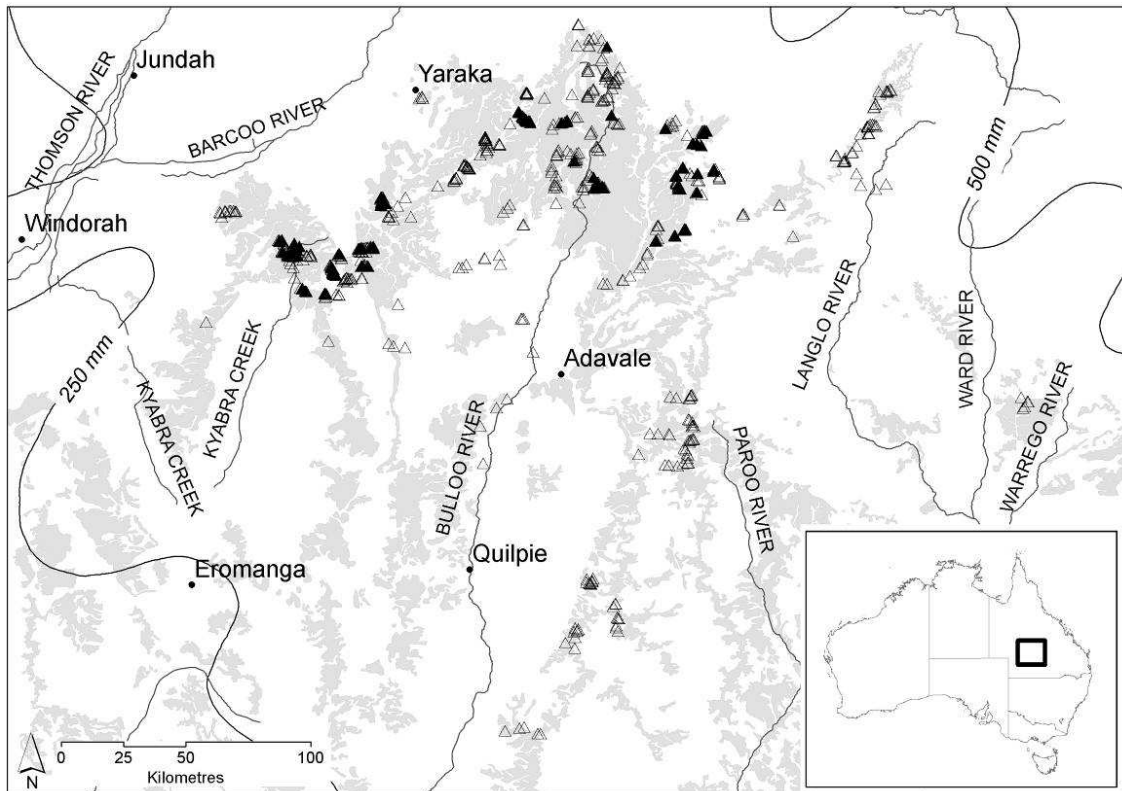 Jundah
THOMSON RIVER
BARCOO RIVER
Yaraka
Windorah
500 mm
LANGLO RIVER
WARD RIVER
WARREGO RIVER
250 mm
KYABRA CREEK
KYABRA CREEK
Adavale
BULLOO RIVER
PAROO RIVER
Quilpie
Eromanga
N
0 25 50 100
Kilometres